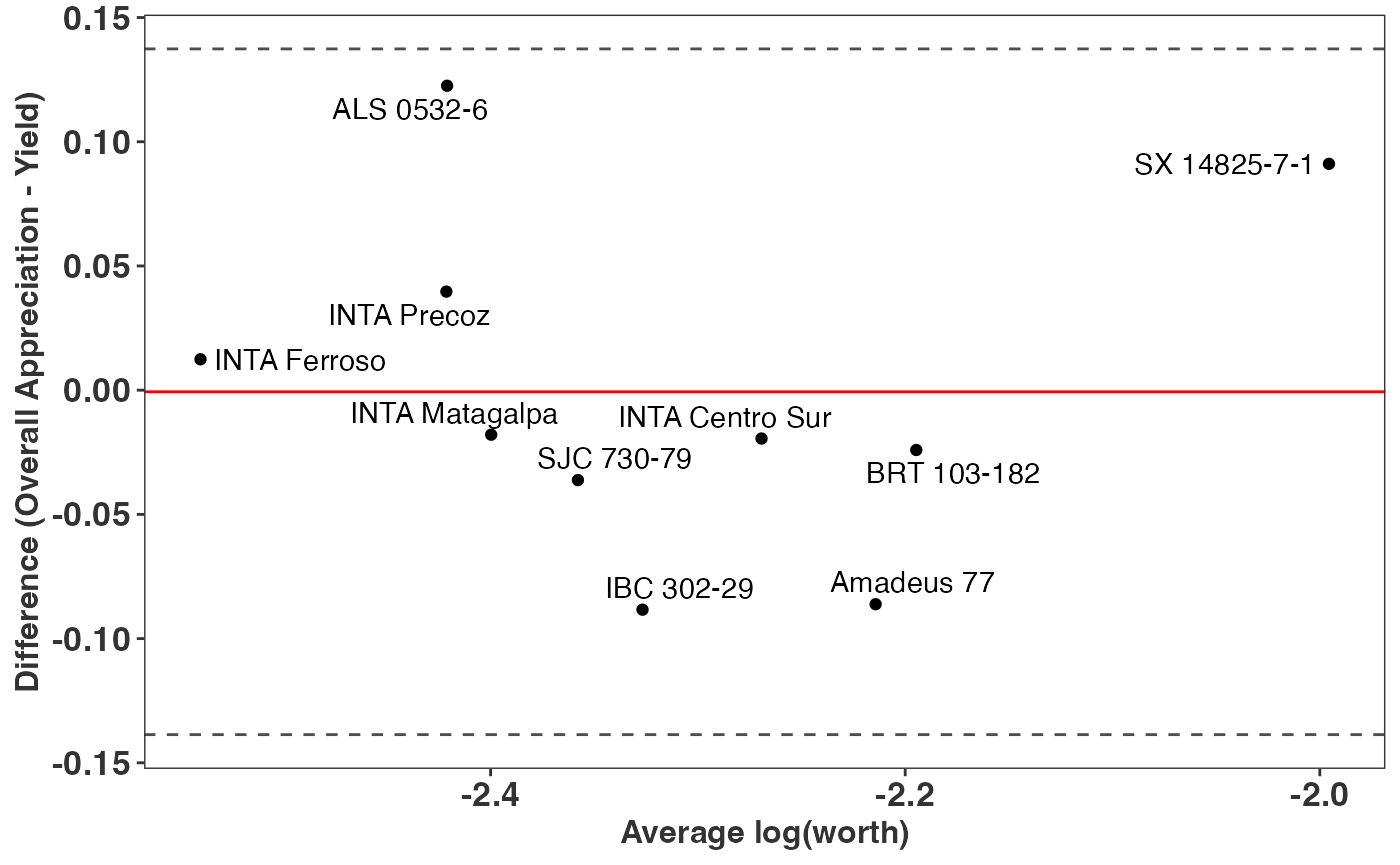 0.15
ALS 0532-6
0.10
SX 14825-7-1
0.05
INTA Precoz
INTA Ferroso
0.00
INTA Matagalpa
INTA Centro Sur
SJC 730-79
BRT 103-182
-0.05
IBC 302-29
Amadeus 77
-0.10
-0.15
Difference (Overall Appreciation - Yield)
-2.4
-2.2
-2.0
Average log(worth)